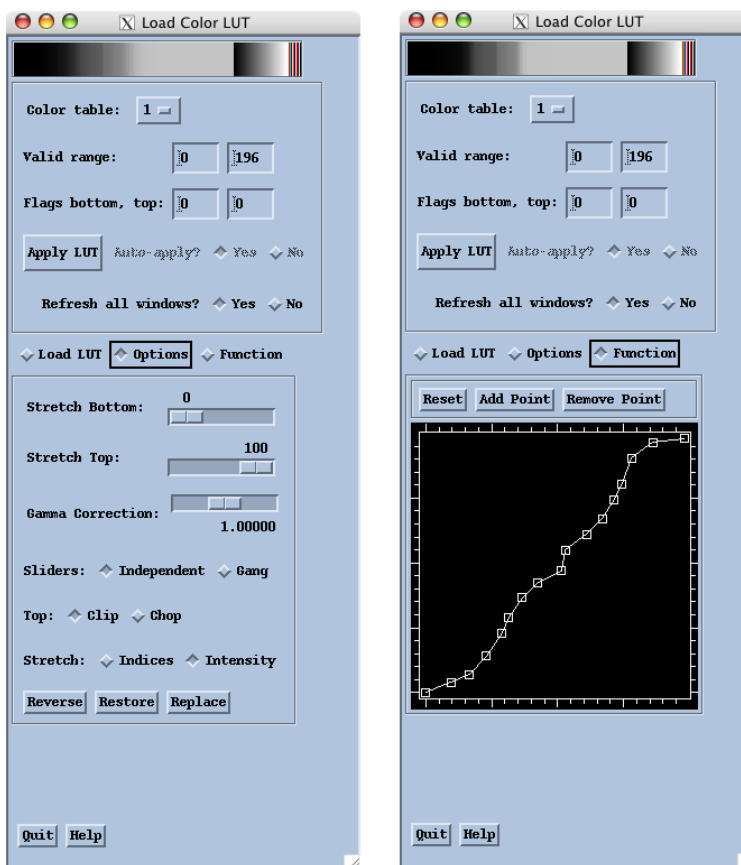 Load Color LUT
Color table: 1
Valid range: 0 196
Flags bottom, top: 0 0
Apply LUT Auto-apply? Yes No
Refresh all windows? Yes No
Load LUT Options Function
Stretch Bottom: 0
Stretch Top: 100
Gamma Correction: 1.00000
Sliders: Independent Gang
Top: Clip Chop
Stretch: Indices Intensity
Reverse Restore Replace
Quit Help
Load Color LUT
Color table: 1
Valid range: 0 196
Flags bottom, top: 0 0
Apply LUT Auto-apply? Yes No
Refresh all windows? Yes No
Load LUT Options Function
Reset Add Point Remove Point
Quit Help